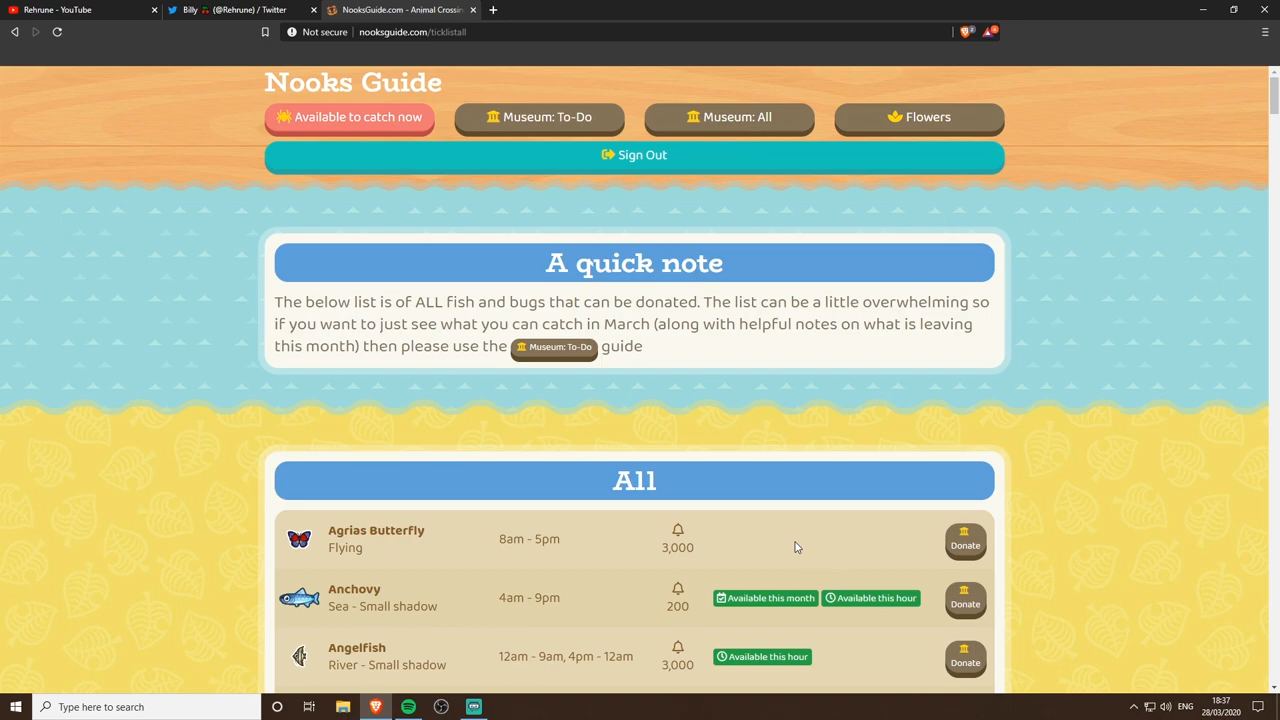 Rehrune - YouTube
Billy 🍒 (@Rehrune) / Twitter
NooksGuide.com - Animal Crossin
Not secure nooksguide.com/ticklistall
Nooks Guide
Available to catch now
Museum: To-Do
Museum: All
Flowers
Sign Out
A quick note
The below list is of ALL fish and bugs that can be donated. The list can be a little overwhelming so
if you want to just see what you can catch in March (along with helpful notes on what is leaving
this month) then please use the Museum: To-Do guide
All
Agrias Butterfly
Flying
8am - 5pm
3,000
Donate
Anchovy
Sea - Small shadow
4am - 9pm
200
Available this month
Available this hour
Donate
Angelfish
River - Small shadow
12am - 9am, 4pm - 12am
3,000
Available this hour
Donate
Type here to search
ENG
18:37
28/03/2020